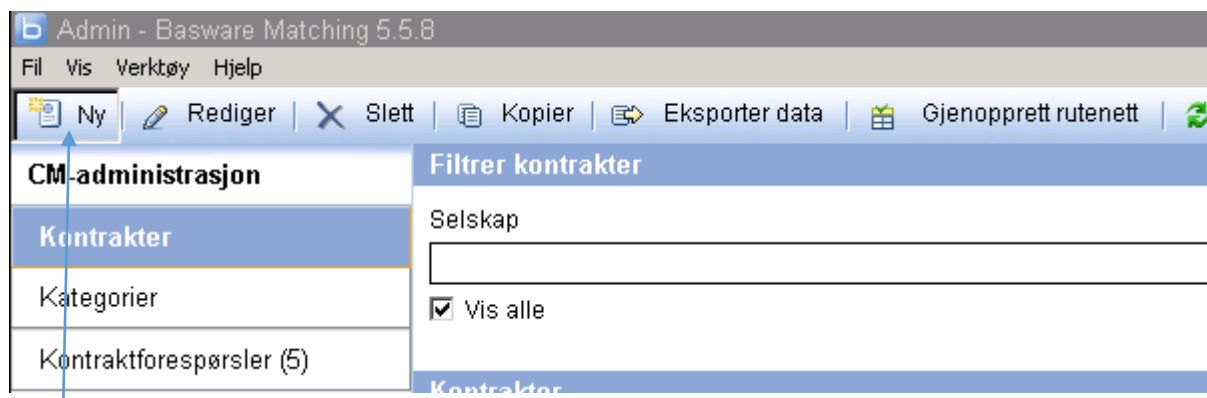 Admin - Basware Matching 5.5.8
Fil Vis Verktøy Hjelp
Ny | Rediger | Slett | Kopier | Eksporter data | Gjenopprett rutenett |
CM-administrasjon
Filtrer kontrakter
Kontrakter
Selskap
Kategorier
Vis alle
Kontraktforespørsler (5)
Kontrakter